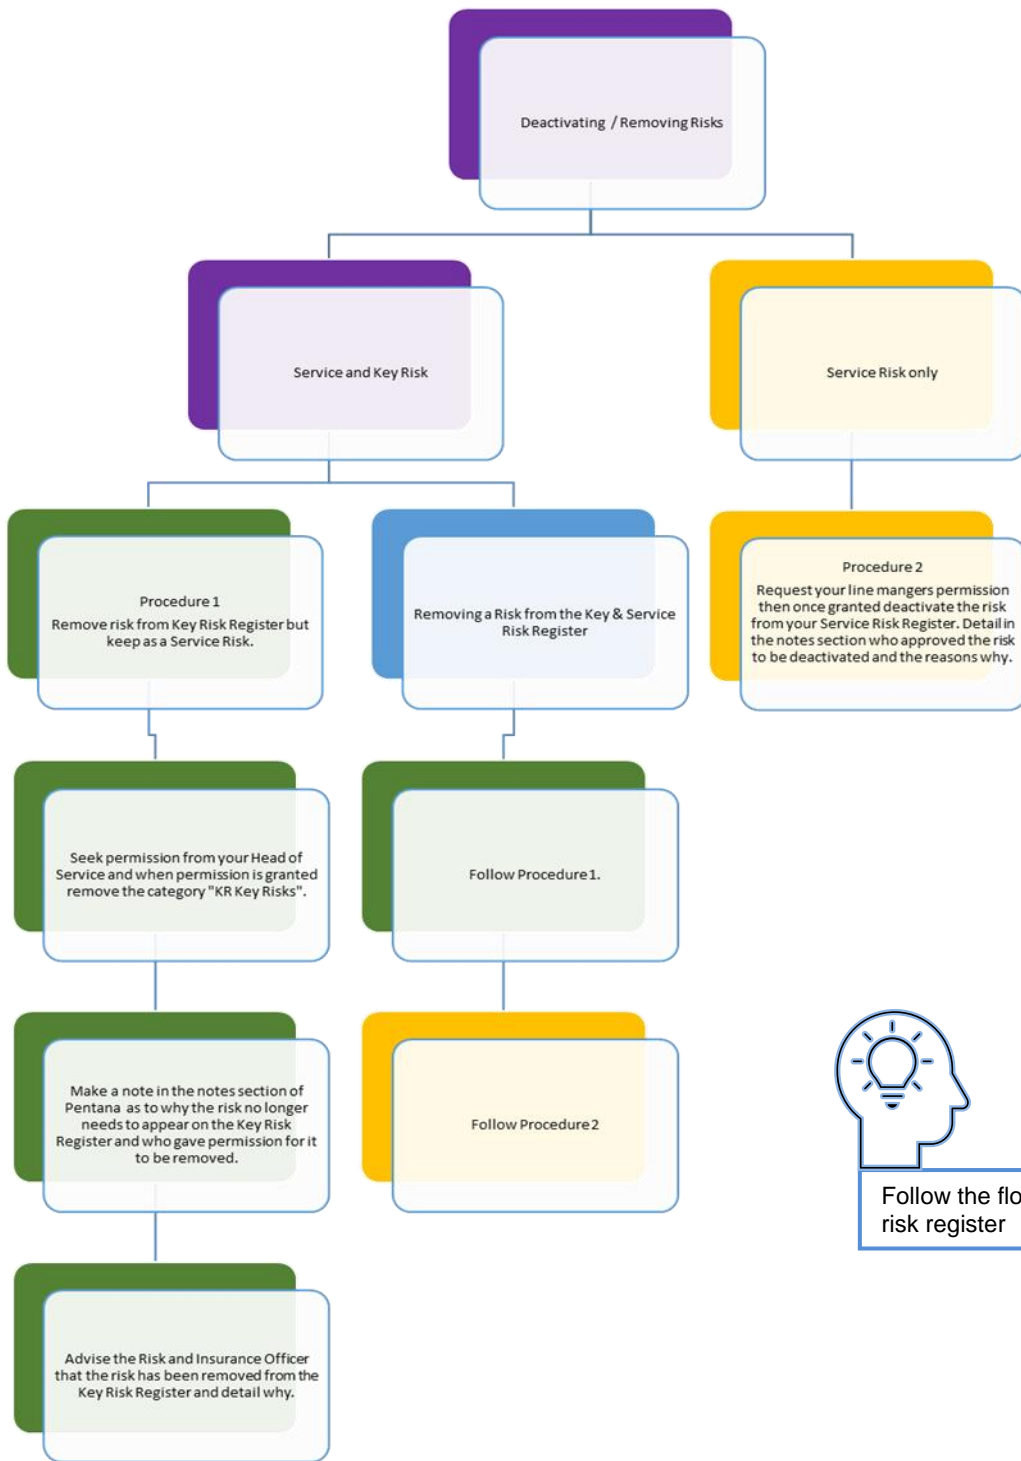 Deactivating / Removing Risks
Service and Key Risk
Service Risk only
Procedure 1
Remove risk from Key Risk Register but
keep as a Service Risk.
Removing a Risk from the Key & Service
Risk Register
Procedure 2
Request your line mangers permission
then once granted deactivate the risk
from your Service Risk Register. Detail in
the notes section who approved the risk
to be deactivated and the reasons why.
Seek permission from your Head of
Service and when permission is granted
remove the category "KR Key Risks".
Follow Procedure 1.
Make a note in the notes section of
Pentana as to why the risk no longer
needs to appear on the Key Risk
Register and who gave permission for it
to be removed.
Follow Procedure 2
Follow the flo
risk register
Advise the Risk and Insurance Officer
that the risk has been removed from the
Key Risk Register and detail why.